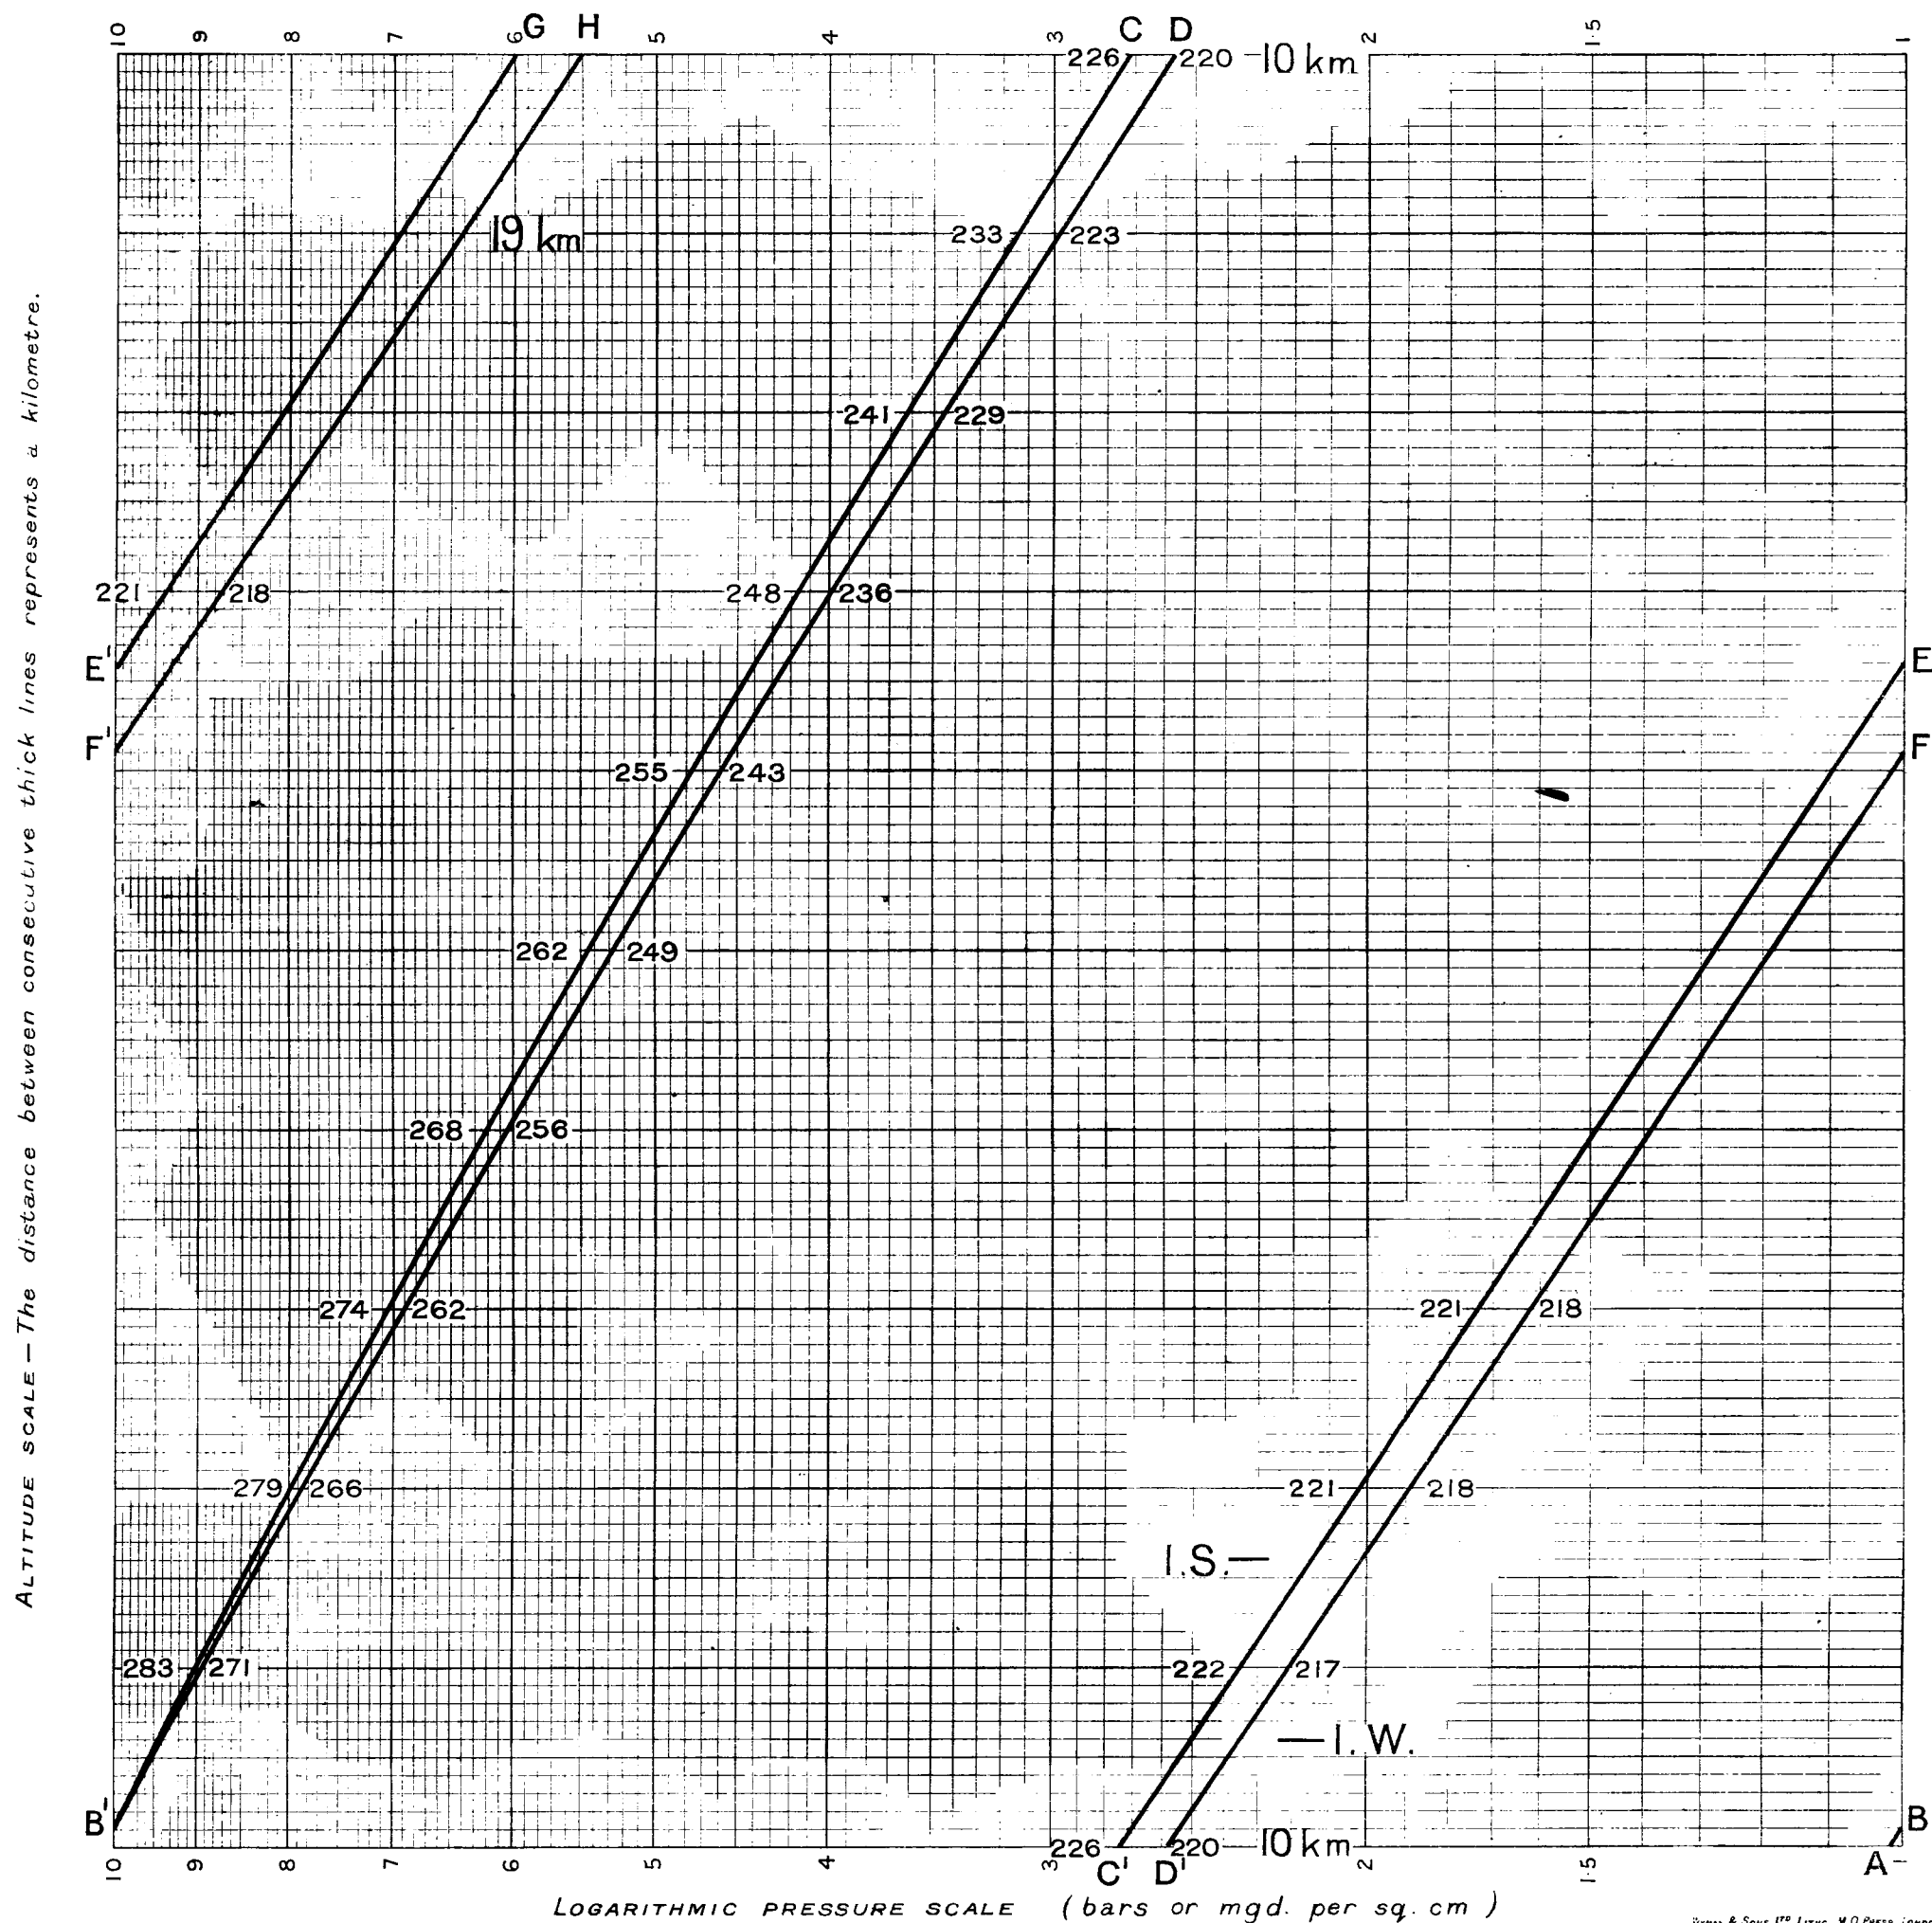 G H C D
10 9 8 7 6 5 4 3 2 1·5 1
226 220 10 km
233 223
19 km
241 229
221 218 248 236
E' E
F' F
255 243
262 249
268 256
274 262 221 218
279 266 221 218
I.S.—
283 271 222 217
—I.W.
B' B
226 220 10 km
C' D' A
10 9 8 7 6 5 4 3 2 1·5
LOGARITHMIC PRESSURE SCALE (bars or mgd. per sq. cm)
ALTITUDE SCALE — The distance between consecutive thick lines represents a kilometre.